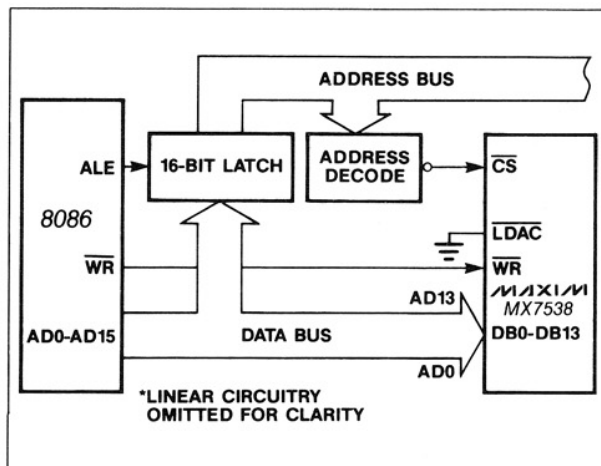 ADDRESS BUS
ALE
16-BIT LATCH
ADDRESS
DECODE
CS
8086
LDAC
WR
WR
MAXIM
MX7538
AD13
AD0-AD15
DATA BUS
DB0-DB13
AD0
*LINEAR CIRCUITRY
OMITTED FOR CLARITY